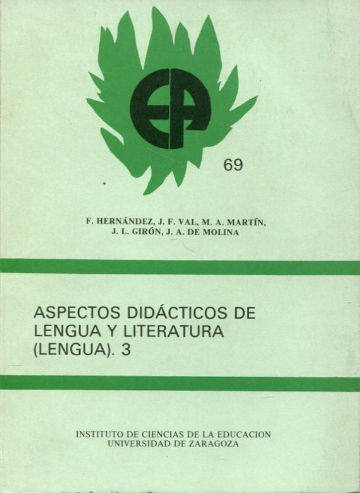 EA
69
F. HERNÁNDEZ, J. F. VAL, M. A. MARTÍN,
J. L. GIRÓN, J. A. DE MOLINA
ASPECTOS DIDÁCTICOS DE
LENGUA Y LITERATURA
(LENGUA). 3
INSTITUTO DE CIENCIAS DE LA EDUCACION
UNIVERSIDAD DE ZARAGOZA